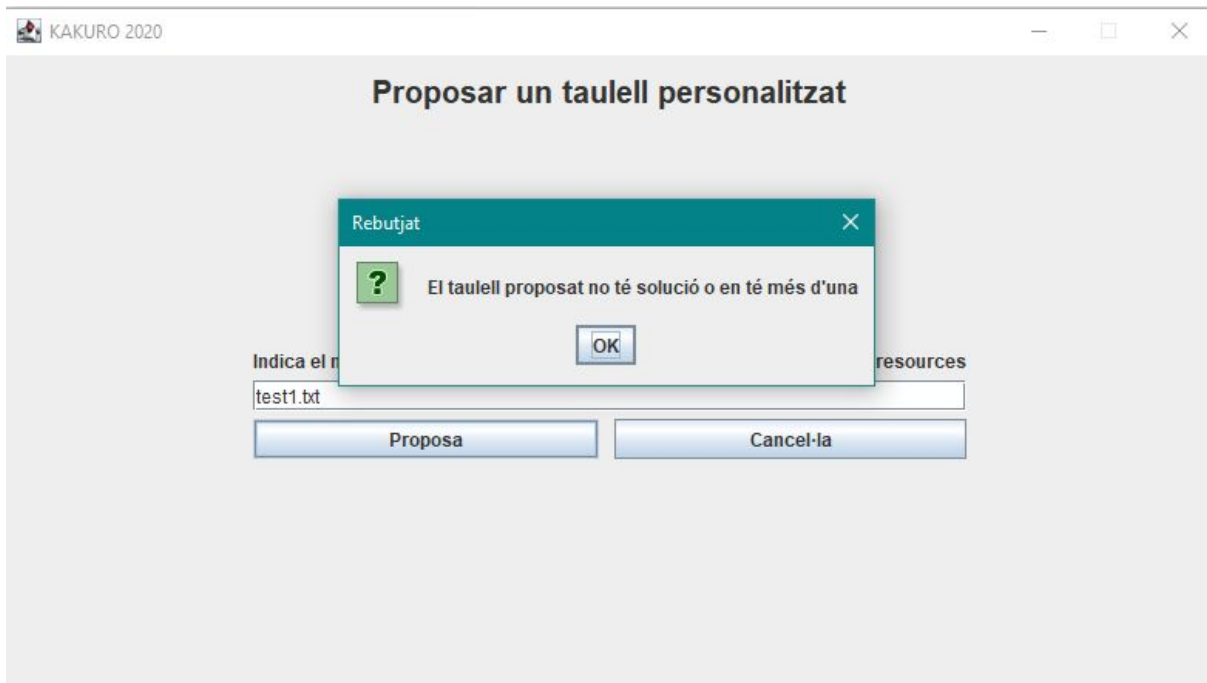 KAKURO 2020
Proposar un taulell personalitzat
Rebutjat
El taulell proposat no té solució o en té més d'una
OK
Indica el resources
test1.txt
Proposa Cancel·la